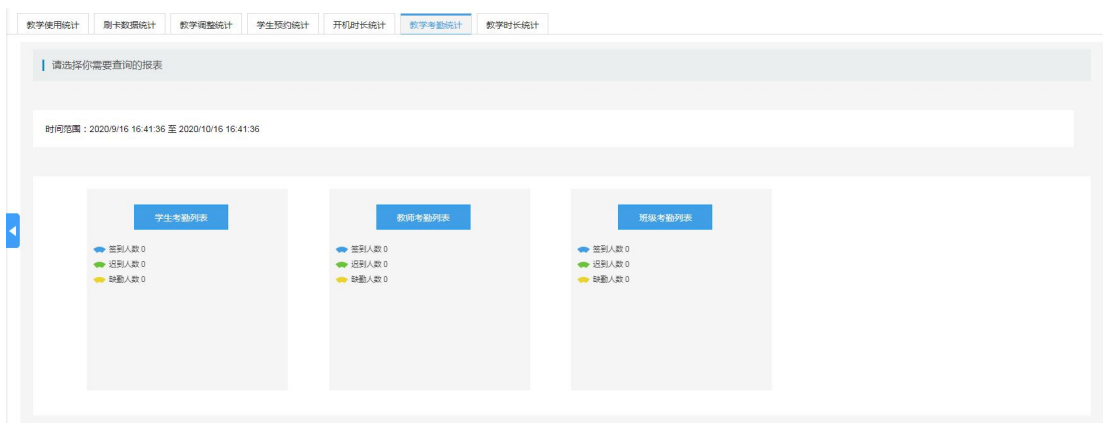 教学使用统计 刷卡数据统计 教学调整统计 学生预约统计 开机时长统计 教学考勤统计 教学时长统计
请选择你需要查询的报表
时间范围：2020/9/16 16:41:36 至 2020/10/16 16:41:36
学生考勤列表 教师考勤列表 班级考勤列表
签到人数 0 签到人数 0 签到人数 0
迟到人数 0 迟到人数 0 迟到人数 0
缺勤人数 0 缺勤人数 0 缺勤人数 0